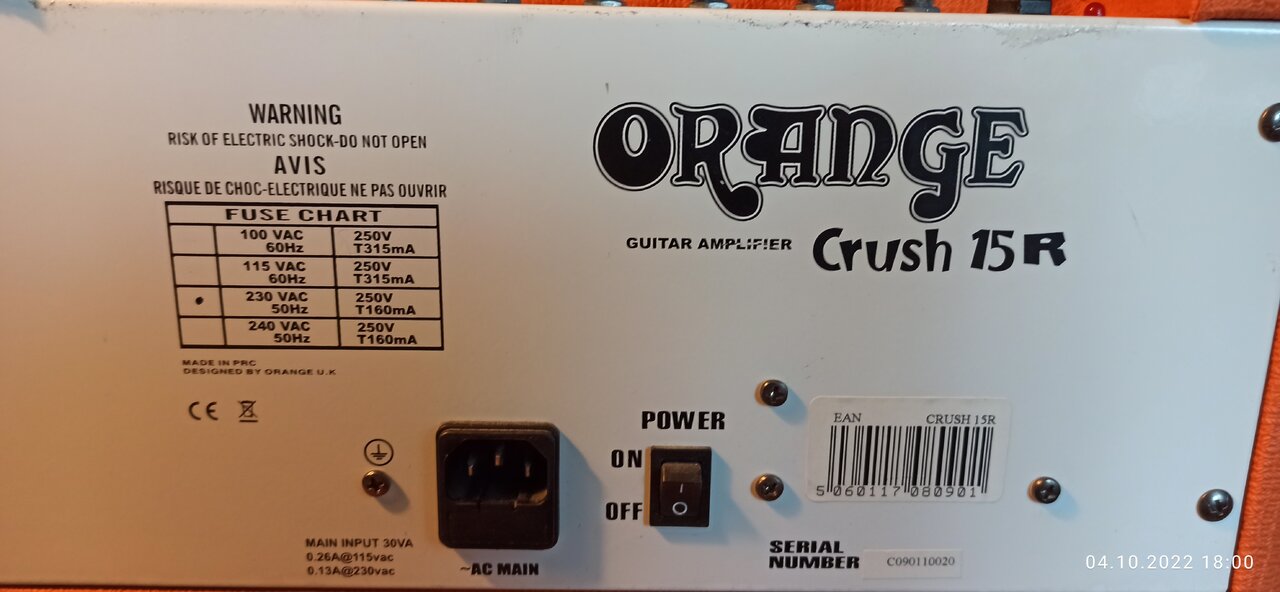 WARNING
RISK OF ELECTRIC SHOCK-DO NOT OPEN
AVIS
RISQUE DE CHOC-ELECTRIQUE NE PAS OUVRIR
FUSE CHART
100 VAC 60Hz 250V T315mA
115 VAC 60Hz 250V T315mA
230 VAC 50Hz 250V T160mA
240 VAC 50Hz 250V T160mA
MADE IN PRC
DESIGNED BY ORANGE U.K
CE
ORANGE
GUITAR AMPLIFIER Crush 15R
POWER
ON
OFF
EAN CRUSH 15R
5 060117 080901
MAIN INPUT 30VA
0.26A@115vac
0.13A@230vac
~AC MAIN
SERIAL
NUMBER C090110020
04.10.2022 18:00